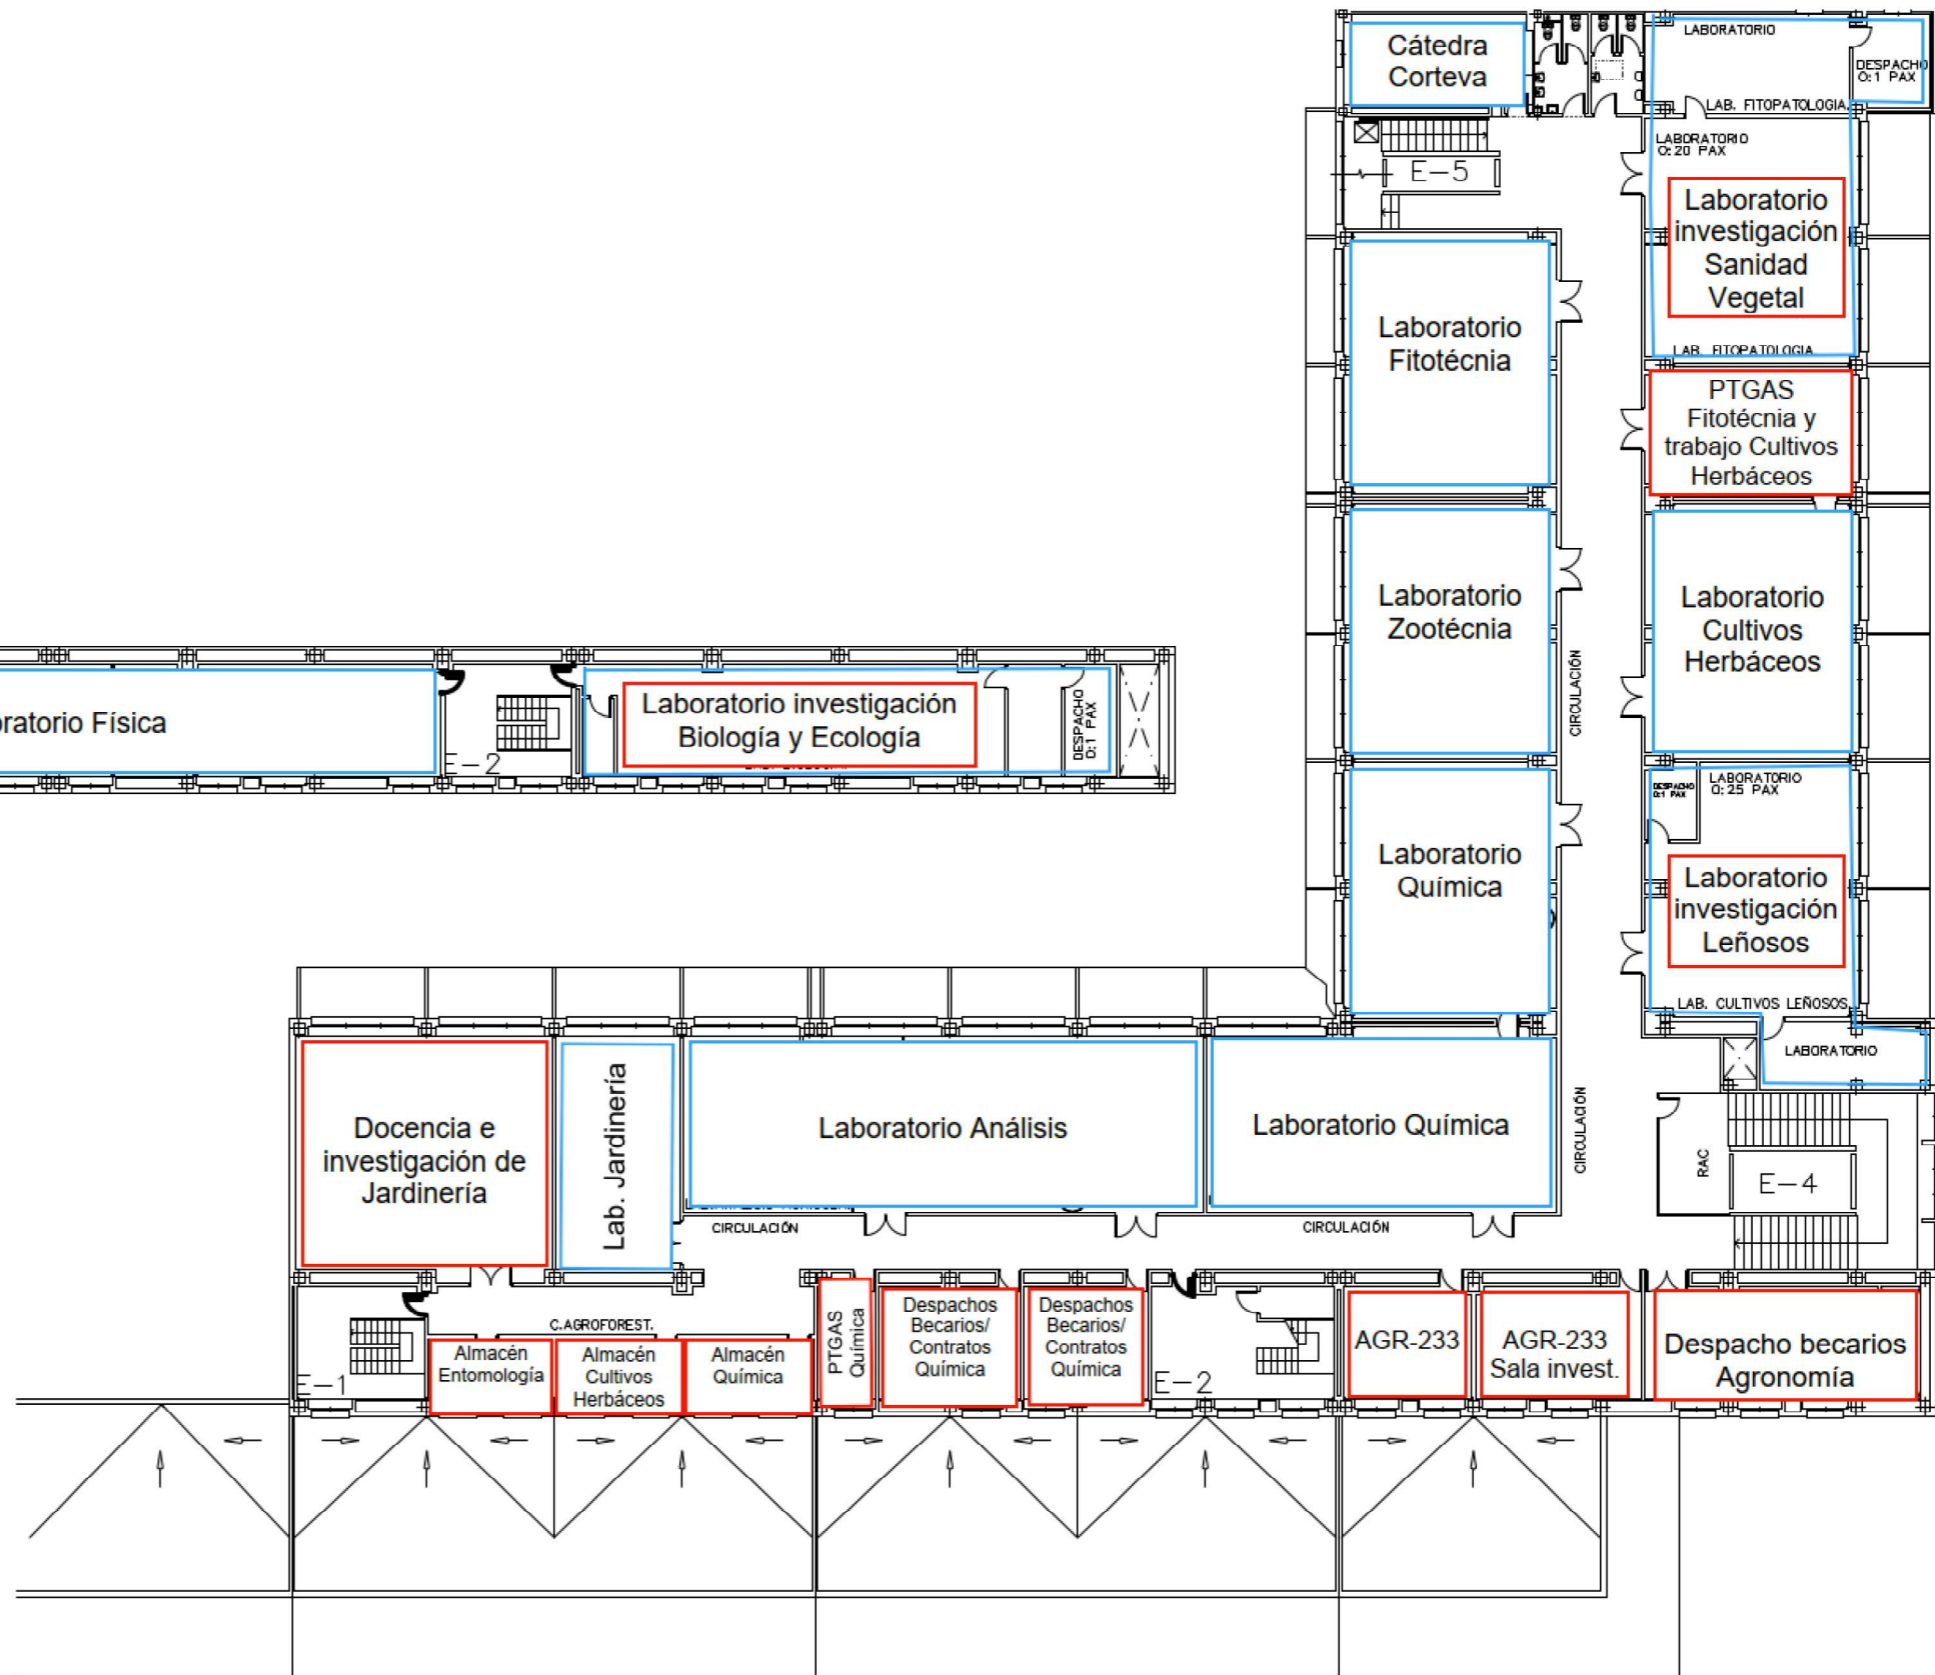 Cátedra
Corteva
LABORATORIO
DESPACHO
O:1 PAX
LAB. FITOPATOLOGIA.
LABORATORIO
O:20 PAX
E-5
Laboratorio
investigación
Sanidad
Vegetal
LAB. FITOPATOLOGIA.
Laboratorio
Fitotécnia
PTGAS
Fitotécnia y
trabajo Cultivos
Herbáceos
Laboratorio
Zootécnia
CIRCULACIÓN
Laboratorio
Cultivos
Herbáceos
oratorio Física
E-2
Laboratorio investigación
Biología y Ecología
DESPACHO
O:1 PAX
DESPACHO
O:1 PAX
LABORATORIO
O:25 PAX
Laboratorio
Química
Laboratorio
investigación
Leñosos
LAB. CULTIVOS LEÑOSOS
LABORATORIO
Docencia e
investigación de
Jardinería
Lab. Jardinería
Laboratorio Análisis
Laboratorio Química
CIRCULACIÓN
RAC
E-4
CIRCULACIÓN
CIRCULACIÓN
C.AGROFOREST.
E-1
Almacén
Entomología
Almacén
Cultivos
Herbáceos
Almacén
Química
PTGAS
Química
Despachos
Becarios/
Contratos
Química
Despachos
Becarios/
Contratos
Química
E-2
AGR-233
AGR-233
Sala invest.
Despacho becarios
Agronomía